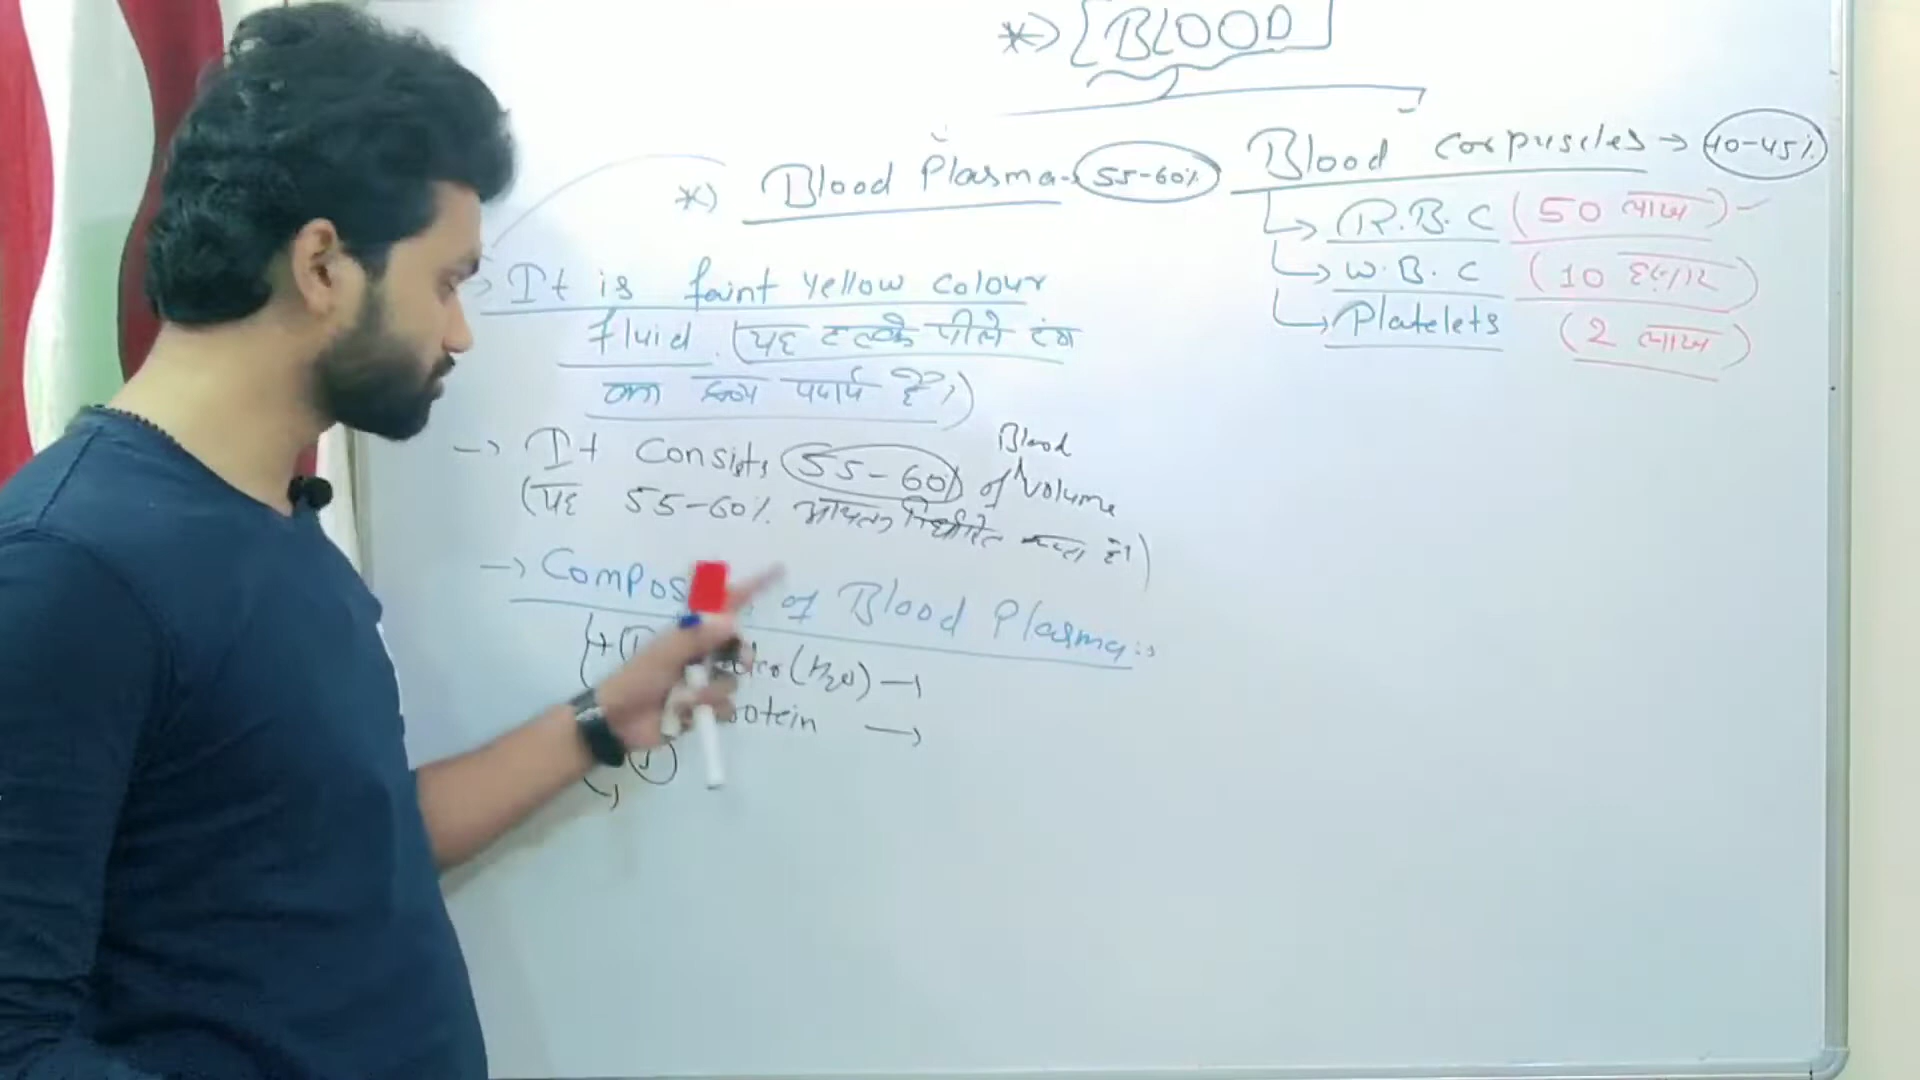 *) [BLOOD]
*) Blood Plasma → 55-60%
Blood Corpuscles → 40-45%
→ R.B.C (50 लाख)
→ W.B.C (10 हजार)
→ Platelets (2 लाख)
→ It is faint yellow colour
fluid. (यह हल्के पीले रंग
का द्रव्य पदार्थ है।)
→ It Consists 55-60% of Blood Volume
(यह 55-60% आयतन निर्धारित करता है।)
→ Compos of Blood Plasma :-
(H2O) →
otein →